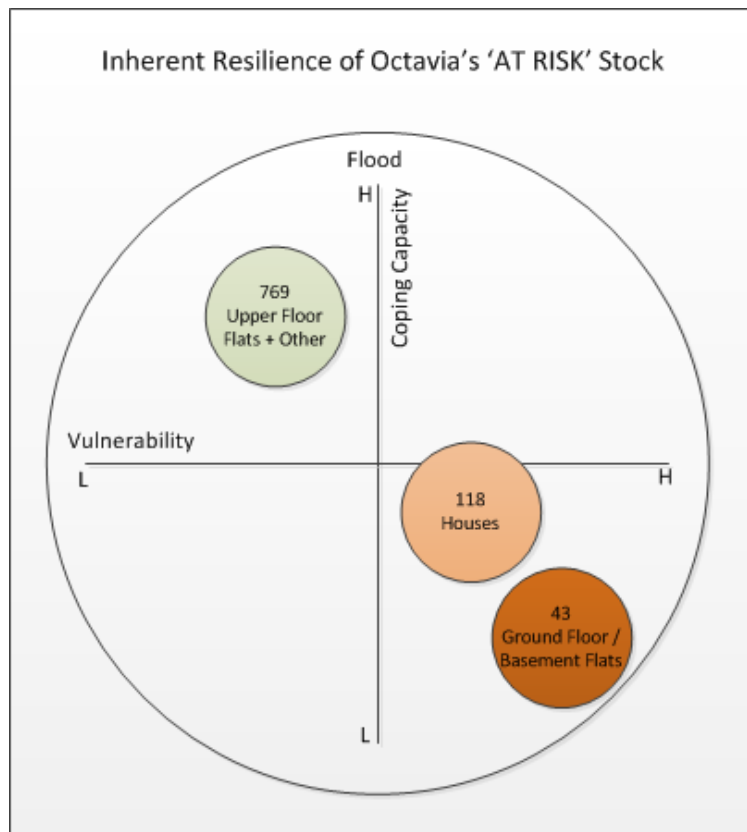 Inherent Resilience of Octavia's 'AT RISK' Stock
Flood
H
Coping Capacity
769
Upper Floor
Flats + Other
Vulnerability
L
H
118
Houses
43
Ground Floor /
Basement Flats
L